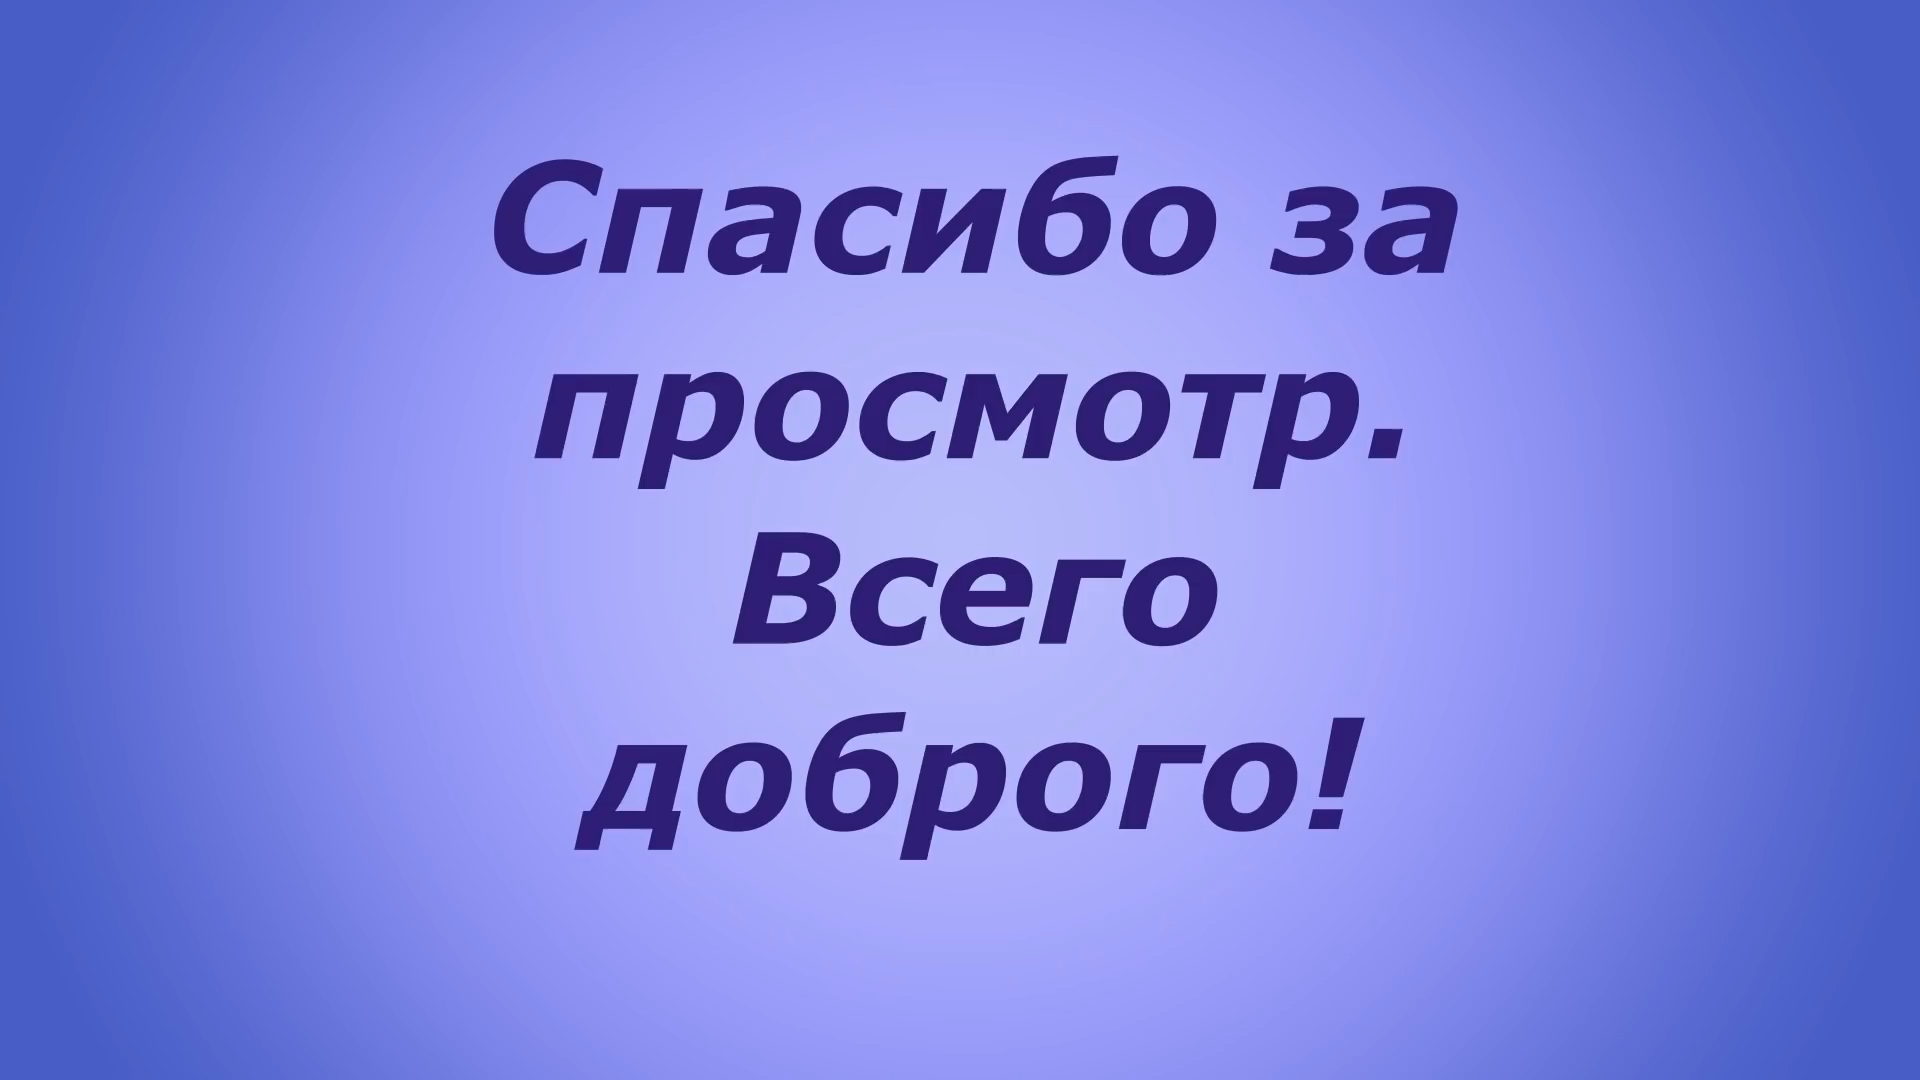 Спасибо за
просмотр.
Всего
доброго!